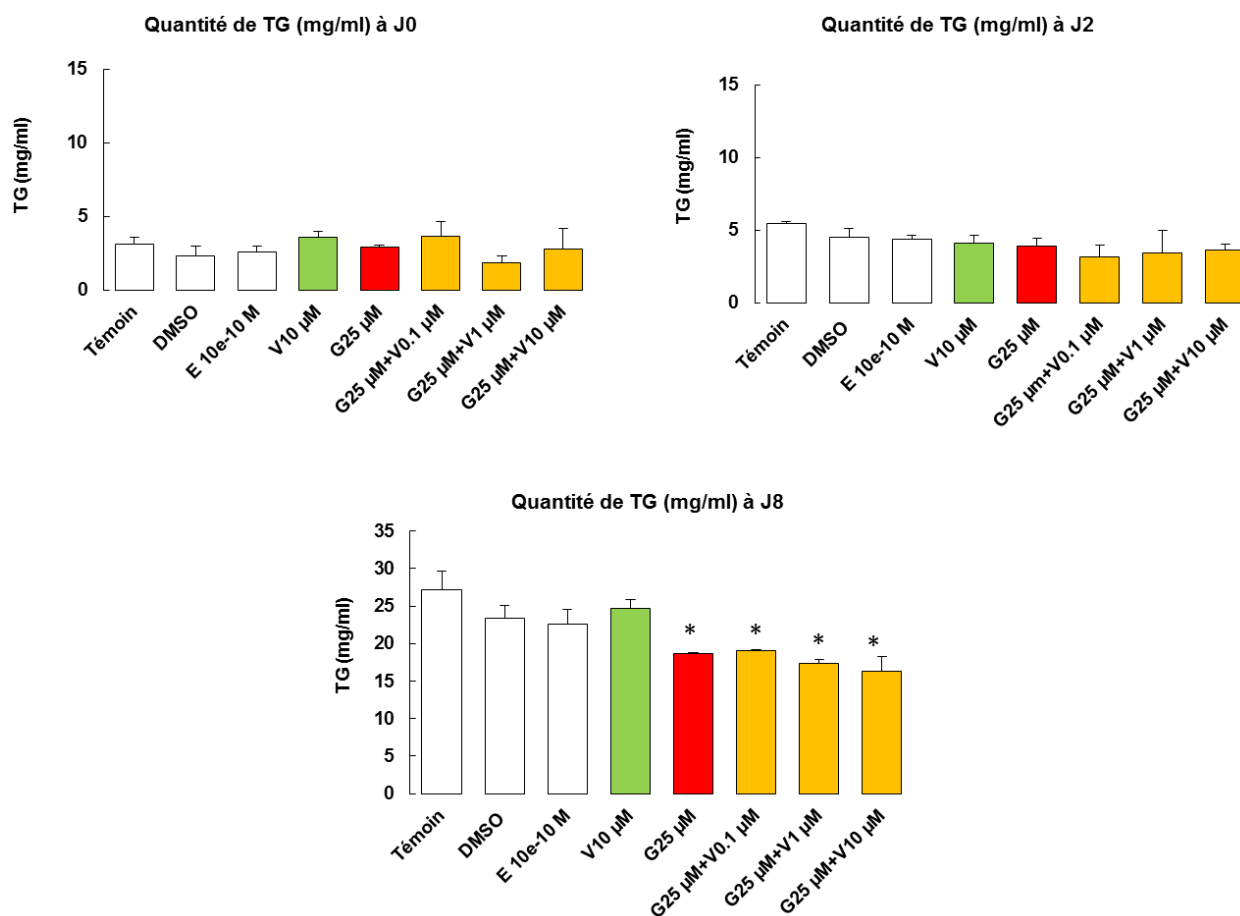 Quantité de TG (mg/ml) à J0
TG (mg/ml)
15
10
5
0
Témoin
DMSO
E 10e-10 M
V10 µM
G25 µM
G25 µM+V0.1 µM
G25 µM+V1 µM
G25 µM+V10 µM
Quantité de TG (mg/ml) à J2
TG (mg/ml)
15
10
5
0
Témoin
DMSO
E 10e-10 M
V10 µM
G25 µM
G25 µm+V0.1 µM
G25 µM+V1 µM
G25 µM+V10 µM
Quantité de TG (mg/ml) à J8
TG (mg/ml)
35
30
25
20
15
10
5
0
* * * *
Témoin
DMSO
E 10e-10 M
V10 µM
G25 µM
G25 µM+V0.1 µM
G25 µM+V1 µM
G25 µM+V10 µM